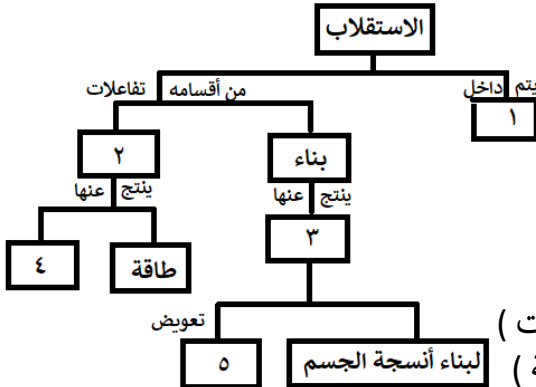 الاستقلاب
يتم داخل
من أقسامه تفاعلات
١
٢
بناء
ينتج عنها
ينتج عنها
٣
٤
طاقة
تعويض
ت )
ة )
٥
لبناء أنسجة الجسم